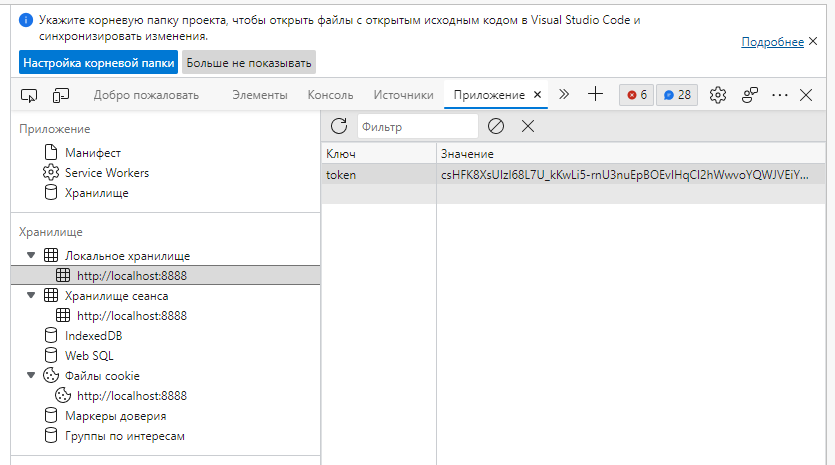 Укажите корневую папку проекта, чтобы открыть файлы с открытым исходным кодом в Visual Studio Code и
синхронизировать изменения.
Подробнее
Настройка корневой папки
Больше не показывать
Добро пожаловать
Элементы
Консоль
Источники
Приложение
6
28
Приложение
Манифест
Service Workers
Хранилище
Хранилище
Локальное хранилище
http://localhost:8888
Хранилище сеанса
http://localhost:8888
IndexedDB
Web SQL
Файлы cookie
http://localhost:8888
Маркеры доверия
Группы по интересам
Фильтр
Ключ
Значение
token
csHFK8XsUIzI68L7U_kKwLi5-rnU3nuEpBOEvIHqCI2hWwvoYQWJVEiY...